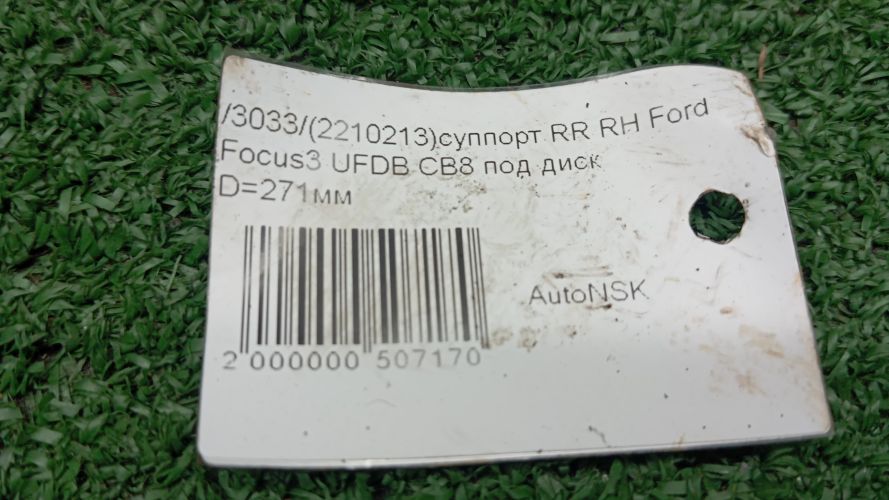 /3033/(2210213)суппорт RR RH Ford
Focus3 UFDB CB8 под диск
D=271мм
AutoNSK
2 000000 507170